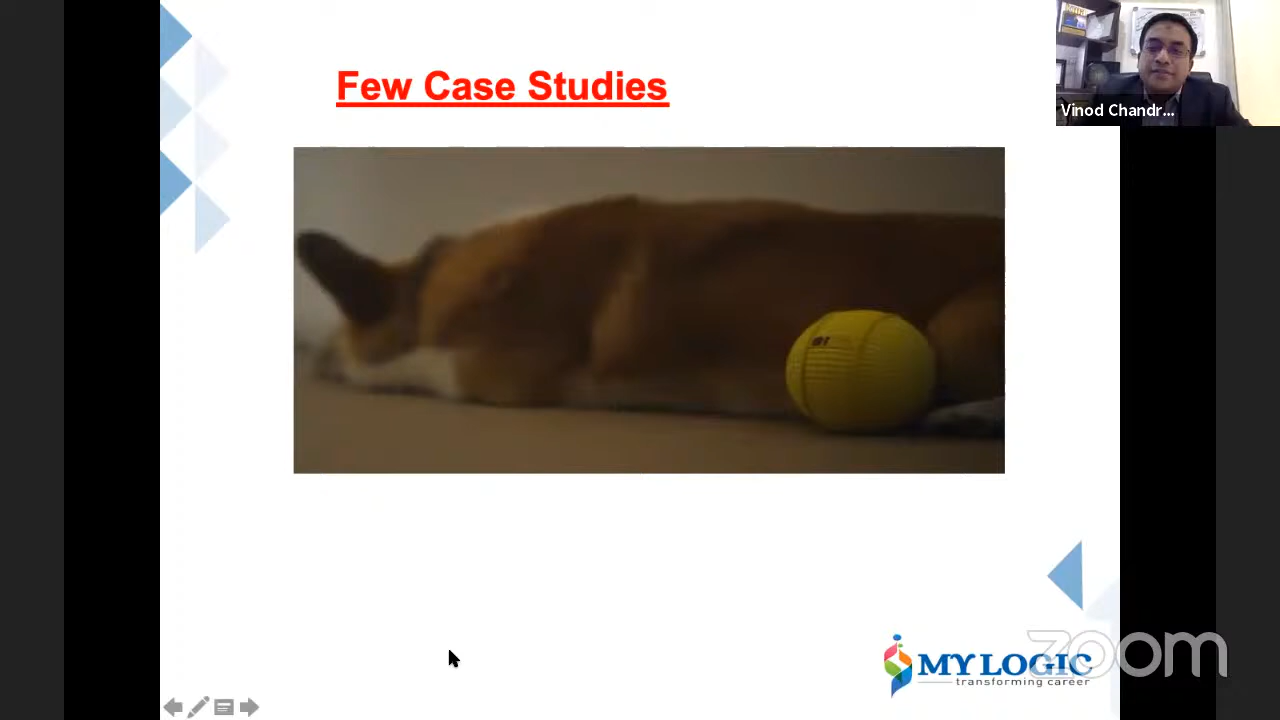 Few Case Studies
Vinod Chandr...
MY LOGIC
transforming career
zoom